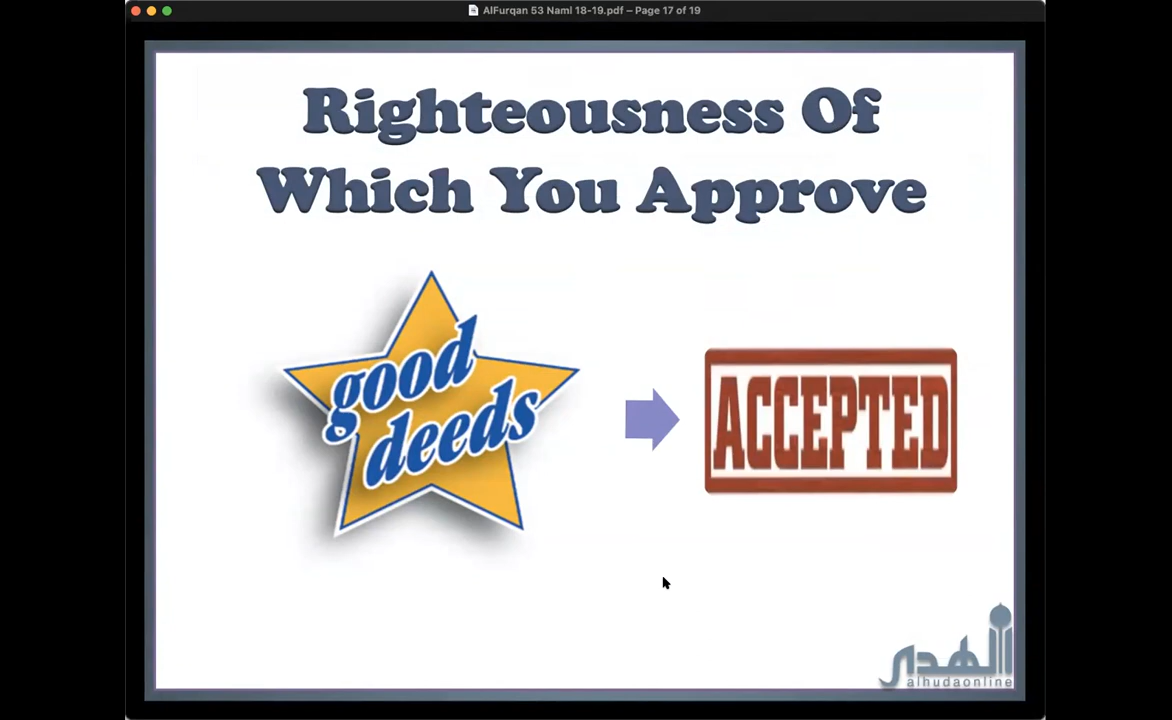 AlFurqan 53 Naml 18-19.pdf – Page 17 of 19
Righteousness Of
Which You Approve
good
deeds
ACCEPTED
الهدى
alhudaonline